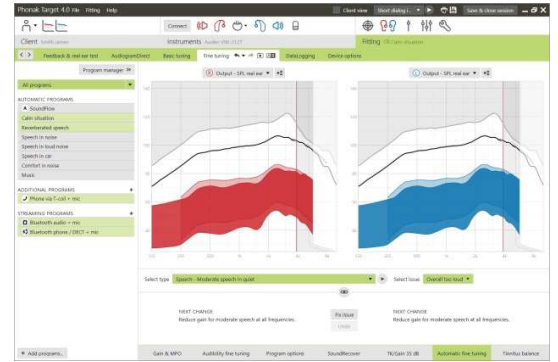 Phonak Target 4.0 File Fitting Help
Client view Short dialog i... Save & close session
Connect
Client Instruments Fitting
Feedback & real ear test AudiogramDirect Basic tuning Fine tuning DataLogging Device options
Program manager
All programs
AUTOMATIC PROGRAMS
SoundFlow
Calm situation
Reverberated speech
Speech in noise
Speech in loud noise
Speech in car
Comfort in noise
Music
ADDITIONAL PROGRAMS +
Phone via T-coil + mic
STREAMING PROGRAMS +
Bluetooth audio + mic
Bluetooth phone / DECT + mic
+ Add programs...
Output - SPL real ear
Output - SPL real ear
Select type Speech - Moderate speech in quiet Select issue Overall too loud
NEXT CHANGE
Reduce gain for moderate speech at all frequencies.
Fix issue
Undo
NEXT CHANGE
Reduce gain for moderate speech at all frequencies.
Gain & MPO Audibility fine tuning Program options SoundRecover TK/Gain 35 dB Automatic fine tuning Tinnitus balance